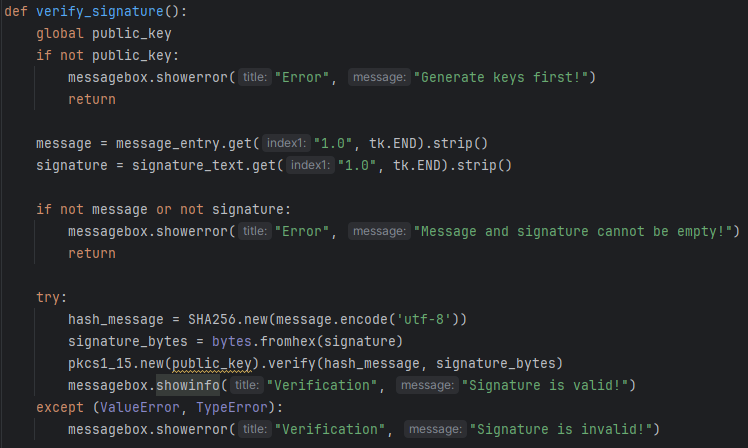 def verify_signature():
    global public_key
    if not public_key:
        messagebox.showerror( title: "Error", message: "Generate keys first!")
        return

    message = message_entry.get( index1: "1.0", tk.END).strip()
    signature = signature_text.get( index1: "1.0", tk.END).strip()

    if not message or not signature:
        messagebox.showerror( title: "Error", message: "Message and signature cannot be empty!")
        return

    try:
        hash_message = SHA256.new(message.encode('utf-8'))
        signature_bytes = bytes.fromhex(signature)
        pkcs1_15.new(public_key).verify(hash_message, signature_bytes)
        messagebox.showinfo( title: "Verification", message: "Signature is valid!")
    except (ValueError, TypeError):
        messagebox.showerror( title: "Verification", message: "Signature is invalid!")